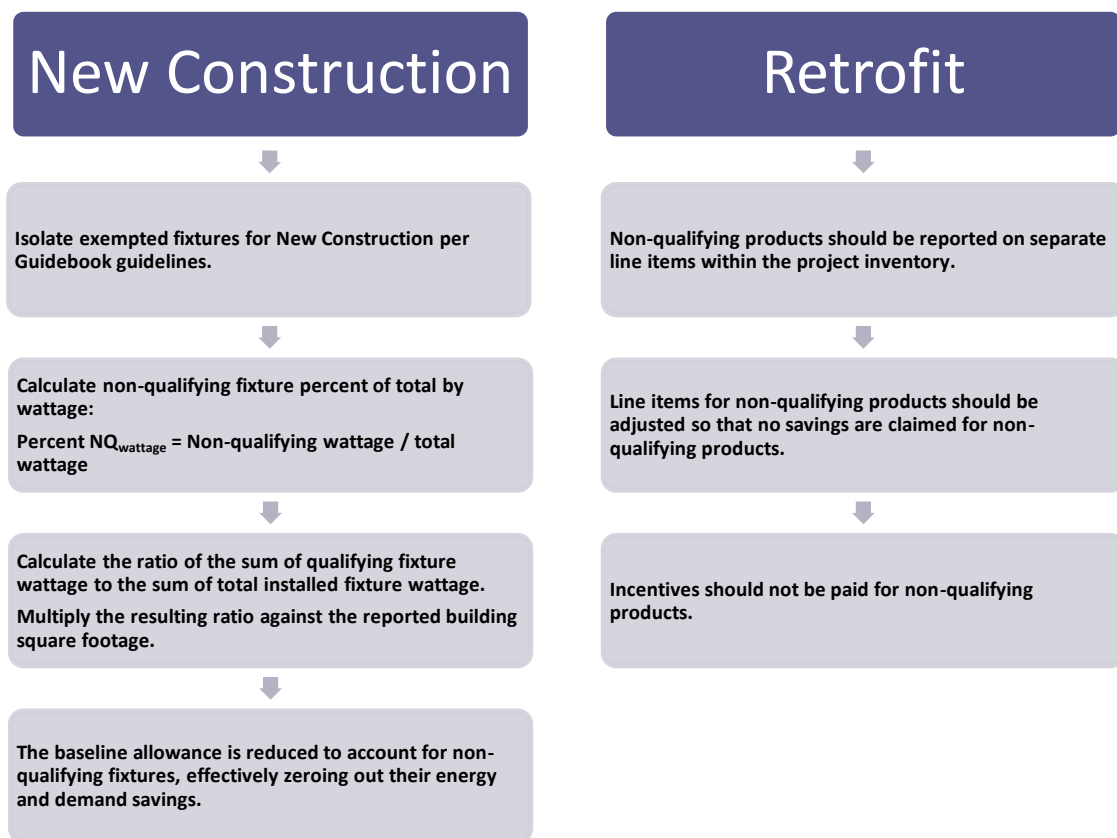 New Construction
Isolate exempted fixtures for New Construction per
Guidebook guidelines.
Calculate non-qualifying fixture percent of total by
wattage:
Percent NQwattage = Non-qualifying wattage / total
wattage
Calculate the ratio of the sum of qualifying fixture
wattage to the sum of total installed fixture wattage.
Multiply the resulting ratio against the reported building
square footage.
The baseline allowance is reduced to account for non-
qualifying fixtures, effectively zeroing out their energy
and demand savings.
Retrofit
Non-qualifying products should be reported on separate
line items within the project inventory.
Line items for non-qualifying products should be
adjusted so that no savings are claimed for non-
qualifying products.
Incentives should not be paid for non-qualifying
products.